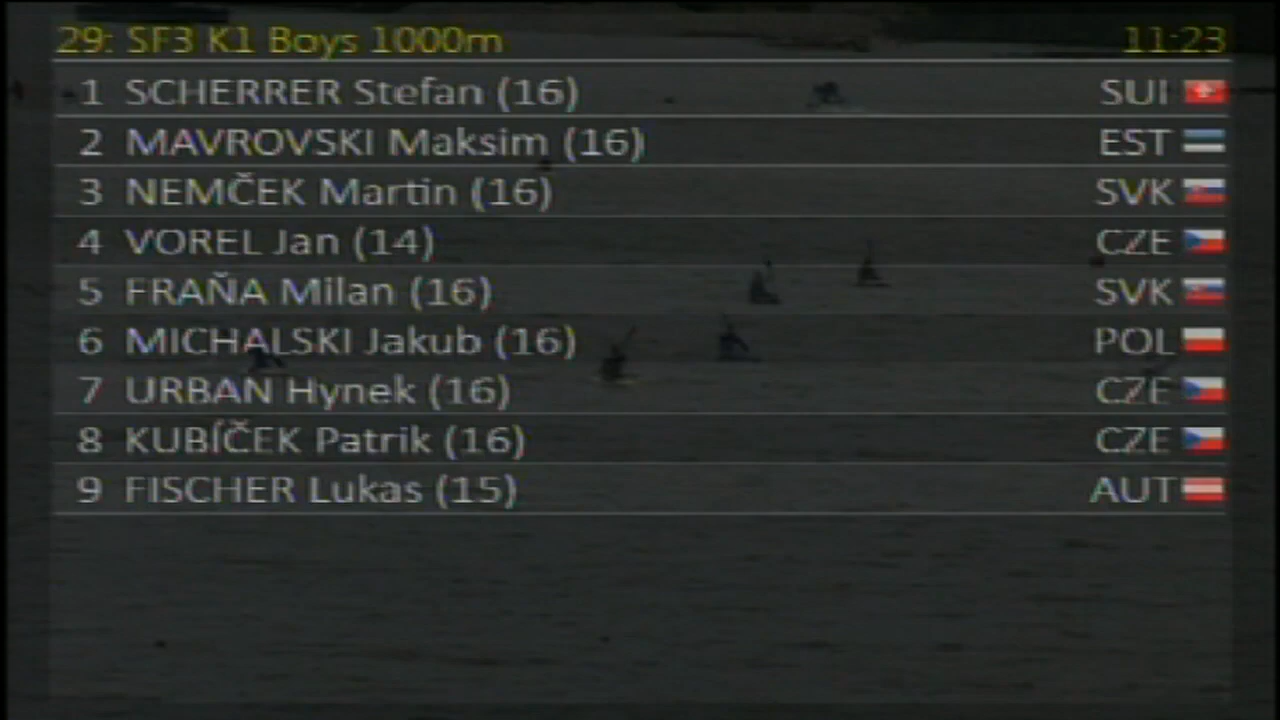 29: SF3 K1 Boys 1000m 11:23
1 SCHERRER Stefan (16) SUI
2 MAVROVSKI Maksim (16) EST
3 NEMČEK Martin (16) SVK
4 VOREL Jan (14) CZE
5 FRAŇA Milan (16) SVK
6 MICHALSKI Jakub (16) POL
7 URBAN Hynek (16) CZE
8 KUBÍČEK Patrik (16) CZE
9 FISCHER Lukas (15) AUT